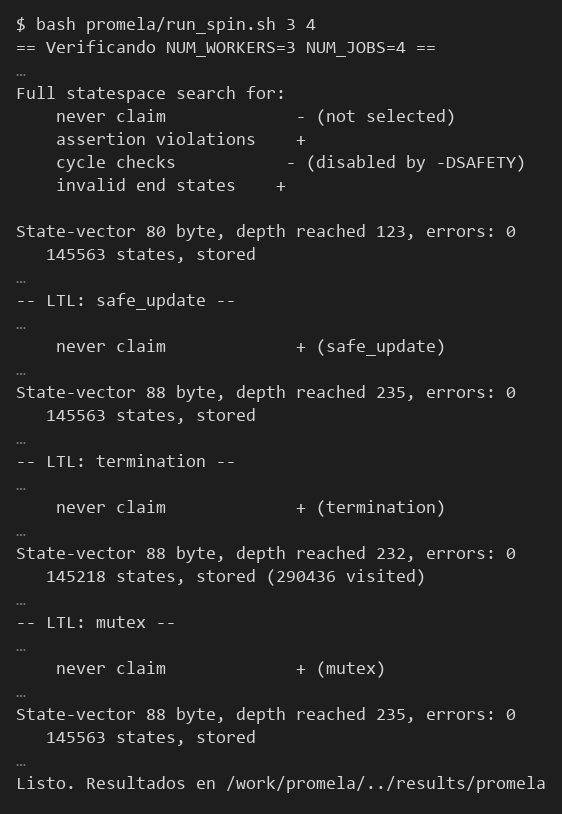 $ bash promela/run_spin.sh 3 4
== Verificando NUM_WORKERS=3 NUM_JOBS=4 ==
…
Full statespace search for:
    never claim             - (not selected)
    assertion violations    +
    cycle checks           - (disabled by -DSAFETY)
    invalid end states    +

State-vector 80 byte, depth reached 123, errors: 0
   145563 states, stored
…
-- LTL: safe_update --
…
    never claim             + (safe_update)
…
State-vector 88 byte, depth reached 235, errors: 0
   145563 states, stored
…
-- LTL: termination --
…
    never claim             + (termination)
…
State-vector 88 byte, depth reached 232, errors: 0
   145218 states, stored (290436 visited)
…
-- LTL: mutex --
…
    never claim             + (mutex)
…
State-vector 88 byte, depth reached 235, errors: 0
   145563 states, stored
…
Listo. Resultados en /work/promela/../results/promela